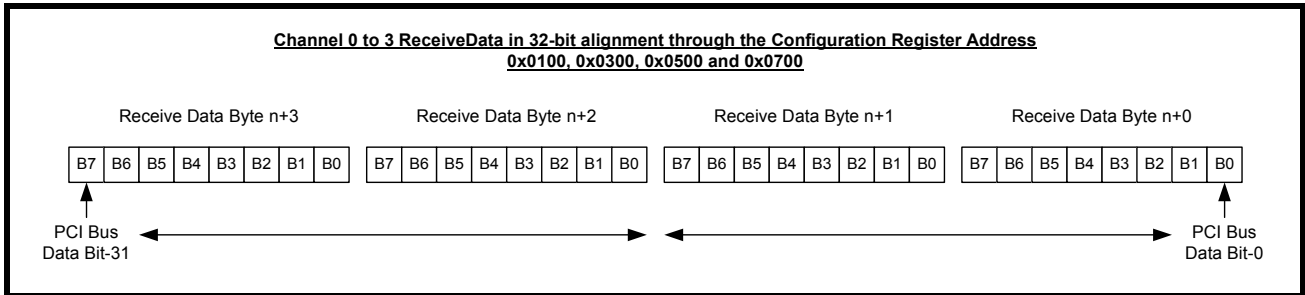 Channel 0 to 3 ReceiveData in 32-bit alignment through the Configuration Register Address
0x0100, 0x0300, 0x0500 and 0x0700
Receive Data Byte n+3 Receive Data Byte n+2 Receive Data Byte n+1 Receive Data Byte n+0
B7 B6 B5 B4 B3 B2 B1 B0 B7 B6 B5 B4 B3 B2 B1 B0 B7 B6 B5 B4 B3 B2 B1 B0 B7 B6 B5 B4 B3 B2 B1 B0
PCI Bus
Data Bit-31
PCI Bus
Data Bit-0